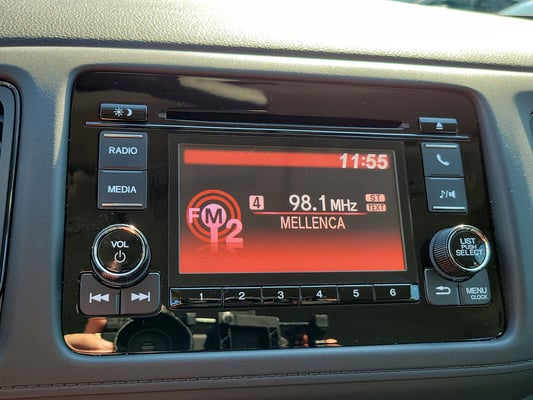 RADIO
MEDIA
VOL
11:55
FM
2
4
98.1 MHz
ST
TEXT
MELLENCA
LIST
PUSH
SELECT
MENU
CLOCK
1 2 3 4 5 6